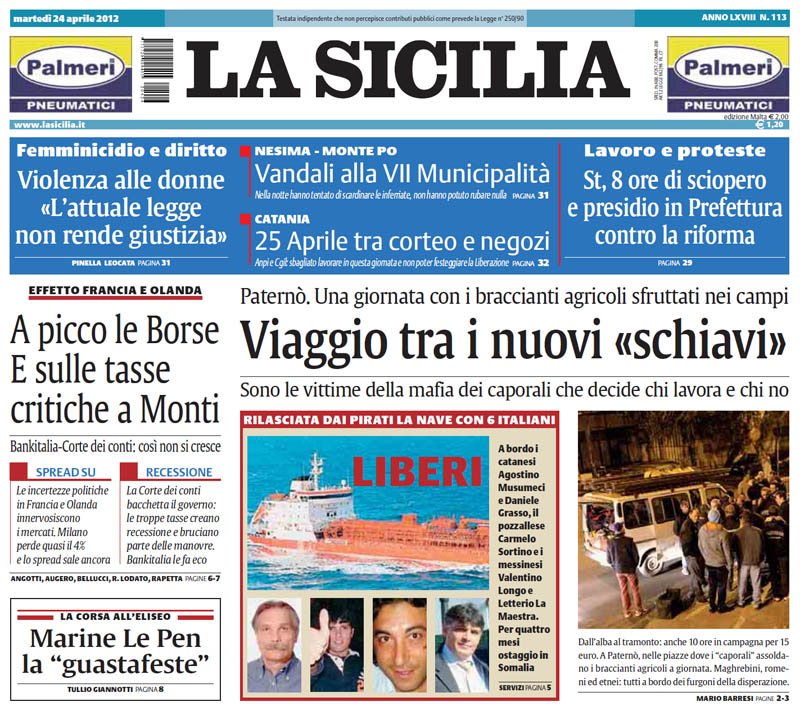 martedì 24 aprile 2012
Testata indipendente che non percepisce contributi pubblici come prevede la Legge n° 250/90
ANNO LXVIII N. 113
Palmeri
PNEUMATICI
LA SICILIA
Palmeri
PNEUMATICI
edizione Malta € 2,00
www.lasicilia.it
€ 1,20
Femminicidio e diritto
Violenza alle donne
«L'attuale legge
non rende giustizia»
PINELLA LEOCATA PAGINA 31
NESIMA - MONTE PO
Vandali alla VII Municipalità
Nella notte hanno tentato di scardinare le inferriate, non hanno potuto rubare nulla PAGINA 31
CATANIA
25 Aprile tra corteo e negozi
Anpi e Cgil: sbagliato lavorare in questa giornata e non poter festeggiare la Liberazione PAGINA 32
Lavoro e proteste
St, 8 ore di sciopero
e presidio in Prefettura
contro la riforma
PAGINA 29
EFFETTO FRANCIA E OLANDA
A picco le Borse
E sulle tasse
critiche a Monti
Bankitalia-Corte dei conti: così non si cresce
SPREAD SU
Le incertezze politiche
in Francia e Olanda
innervosiscono
i mercati. Milano
perde quasi il 4%
e lo spread sale ancora
RECESSIONE
La Corte dei conti
bacchetta il governo:
le troppe tasse creano
recessione e bruciano
parte delle manovre.
Bankitalia le fa eco
ANGOTTI, AUGERO, BELLUCCI, R. LODATO, RAPETTA PAGINE 6-7
LA CORSA ALL'ELISEO
Marine Le Pen
la "guastafeste"
TULLIO GIANNOTTI PAGINA 8
Paternò. Una giornata con i braccianti agricoli sfruttati nei campi
Viaggio tra i nuovi «schiavi»
Sono le vittime della mafia dei caporali che decide chi lavora e chi no
RILASCIATA DAI PIRATI LA NAVE CON 6 ITALIANI
LIBERI
A bordo i
catanesi
Agostino
Musumeci
e Daniele
Grasso, il
pozzallese
Carmelo
Sortino e i
messinesi
Valentino
Longo e
Letterio La
Maestra.
Per quattro
mesi
ostaggio in
Somalia
SERVIZI PAGINA 5
Dall'alba al tramonto: anche 10 ore in campagna per 15
euro. A Paternò, nelle piazze dove i "caporali" assolda-
no i braccianti agricoli a giornata. Maghrebini, rome-
ni ed etnei: tutti a bordo dei furgoni della disperazione.
MARIO BARRESI PAGINE 2-3